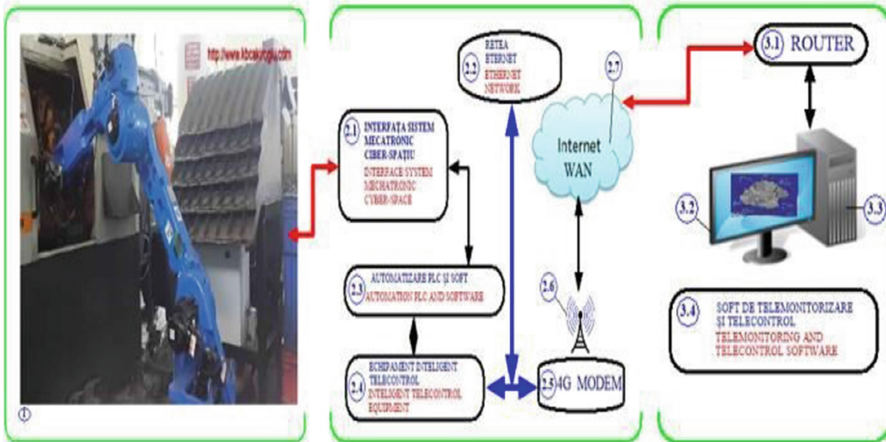 http://www.kbcakuroglu.com
1
2.1
INTERFAȚA SISTEM
MECATRONIC
CIBER-SPAȚIU
INTERFACE SYSTEM
MECHATRONIC
CYBER-SPACE
2.2
RETEA
ETERNET
ETHERNET
NETWORK
2.3
AUTOMATIZARE PLC ȘI SOFT
AUTOMATION PLC AND SOFTWARE
2.4
ECHIPAMENT INTELIGENT
TELECONTROL
INTELIGENT TELECONTROL
EQUIPMENT
2.5 4G MODEM
2.6
2.7
Internet
WAN
3.1 ROUTER
3.2
3.3
3.4
SOFT DE TELEMONITORIZARE
ȘI TELECONTROL
TELEMONITORING AND
TELECONTROL SOFTWARE